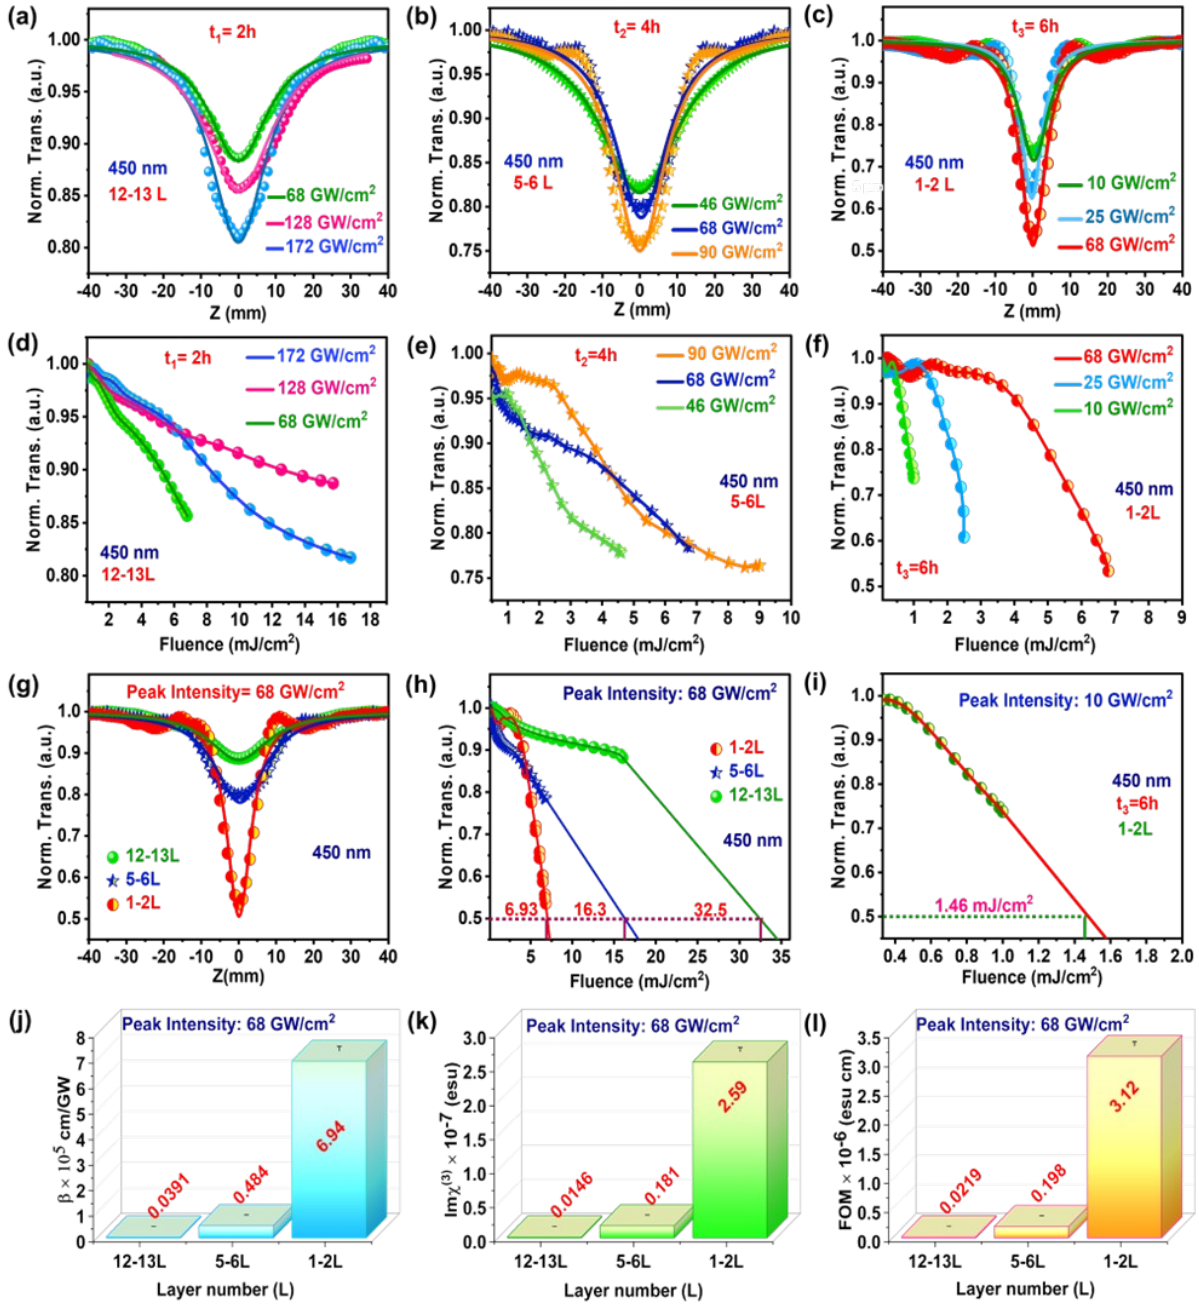 (a)
t₁= 2h
450 nm
12-13 L
68 GW/cm²
128 GW/cm²
172 GW/cm²
Norm. Trans. (a.u.)
1.00
0.95
0.90
0.85
0.80
-40 -30 -20 -10 0 10 20 30 40
Z (mm)
(b)
t₂= 4h
450 nm
5-6 L
46 GW/cm²
68 GW/cm²
90 GW/cm²
Norm. Trans. (a.u.)
1.00
0.95
0.90
0.85
0.80
0.75
-40 -30 -20 -10 0 10 20 30 40
Z (mm)
(c)
t₃= 6h
450 nm
1-2 L
10 GW/cm²
25 GW/cm²
68 GW/cm²
Norm. Trans. (a.u.)
1.0
0.9
0.8
0.7
0.6
0.5
-40 -30 -20 -10 0 10 20 30 40
Z (mm)
(d)
t₁= 2h
172 GW/cm²
128 GW/cm²
68 GW/cm²
450 nm
12-13L
Norm. Trans. (a.u.)
1.00
0.95
0.90
0.85
0.80
2 4 6 8 10 12 14 16 18
Fluence (mJ/cm²)
(e)
t₂=4h
90 GW/cm²
68 GW/cm²
46 GW/cm²
450 nm
5-6L
Norm. Trans. (a.u.)
1.00
0.95
0.90
0.85
0.80
0.75
1 2 3 4 5 6 7 8 9 10
Fluence (mJ/cm²)
(f)
68 GW/cm²
25 GW/cm²
10 GW/cm²
450 nm
1-2L
t₃=6h
Norm. Trans. (a.u.)
1.0
0.9
0.8
0.7
0.6
0.5
1 2 3 4 5 6 7 8 9
Fluence (mJ/cm²)
(g)
Peak Intensity= 68 GW/cm²
12-13L
5-6L
1-2L
450 nm
Norm. Trans. (a.u.)
1.0
0.9
0.8
0.7
0.6
0.5
-40 -30 -20 -10 0 10 20 30 40
Z(mm)
(h)
Peak Intensity: 68 GW/cm²
1-2L
5-6L
12-13L
450 nm
6.93 16.3 32.5
Norm. Trans. (a.u.)
1.0
0.9
0.8
0.7
0.6
0.5
5 10 15 20 25 30 35
Fluence (mJ/cm²)
(i)
Peak Intensity: 10 GW/cm²
450 nm
t₃=6h
1-2L
1.46 mJ/cm²
Norm. Trans. (a.u.)
1.0
0.9
0.8
0.7
0.6
0.5
0.4 0.6 0.8 1.0 1.2 1.4 1.6 1.8 2.0
Fluence (mJ/cm²)
(j)
Peak Intensity: 68 GW/cm²
β × 10⁵ cm/GW
8
7
6
5
4
3
2
1
0
0.0391
0.484
6.94
12-13L 5-6L 1-2L
Layer number (L)
(k)
Peak Intensity: 68 GW/cm²
Imχ⁽³⁾ × 10⁻⁷ (esu)
3.0
2.5
2.0
1.5
1.0
0.5
0.0
0.0146
0.181
2.59
12-13L 5-6L 1-2L
Layer number (L)
(l)
Peak Intensity: 68 GW/cm²
FOM × 10⁻⁶ (esu cm)
3.5
3.0
2.5
2.0
1.5
1.0
0.5
0.0
0.0219
0.198
3.12
12-13L 5-6L 1-2L
Layer number (L)